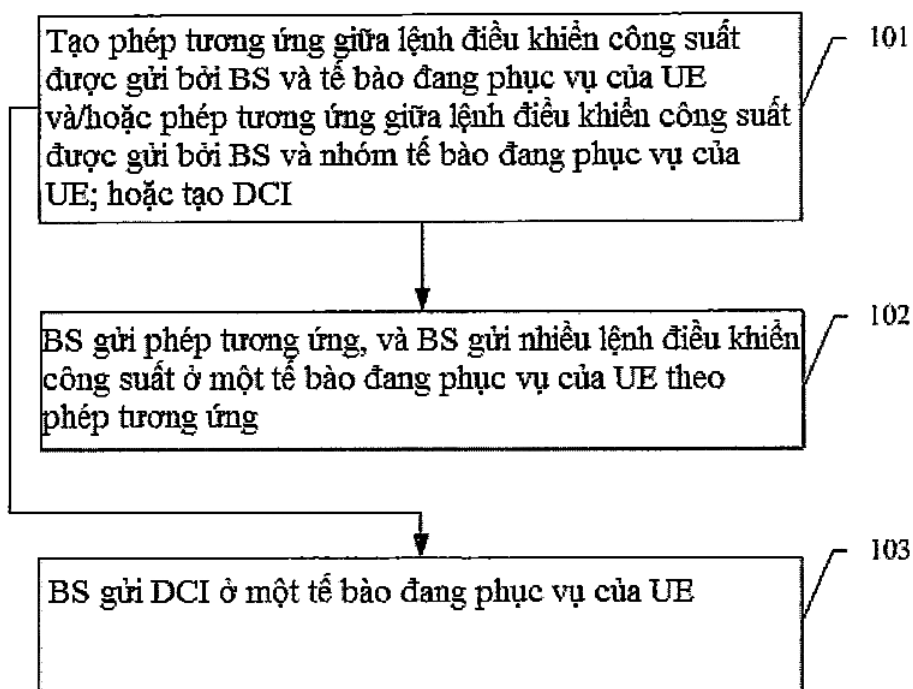 Tạo phép tương ứng giữa lệnh điều khiển công suất
được gửi bởi BS và tế bào đang phục vụ của UE
và/hoặc phép tương ứng giữa lệnh điều khiển công suất
được gửi bởi BS và nhóm tế bào đang phục vụ của
UE; hoặc tạo DCI
101
BS gửi phép tương ứng, và BS gửi nhiều lệnh điều khiển
công suất ở một tế bào đang phục vụ của UE theo
phép tương ứng
102
BS gửi DCI ở một tế bào đang phục vụ của UE
103